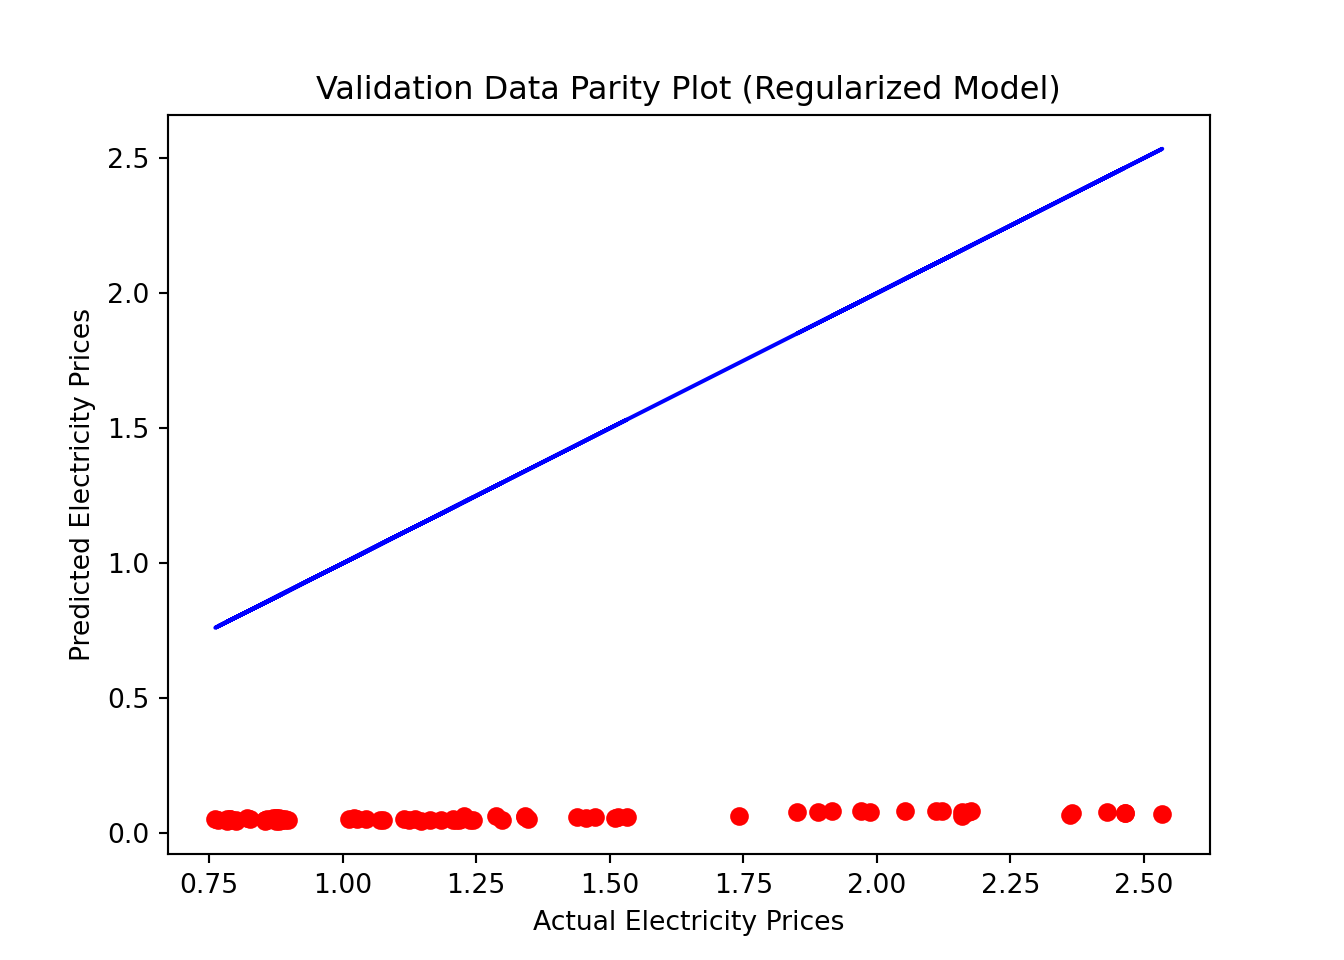 Validation Data Parity Plot (Regularized Model)
2.5
2.0
1.5
1.0
0.5
0.0
Predicted Electricity Prices
0.75 1.00 1.25 1.50 1.75 2.00 2.25 2.50
Actual Electricity Prices